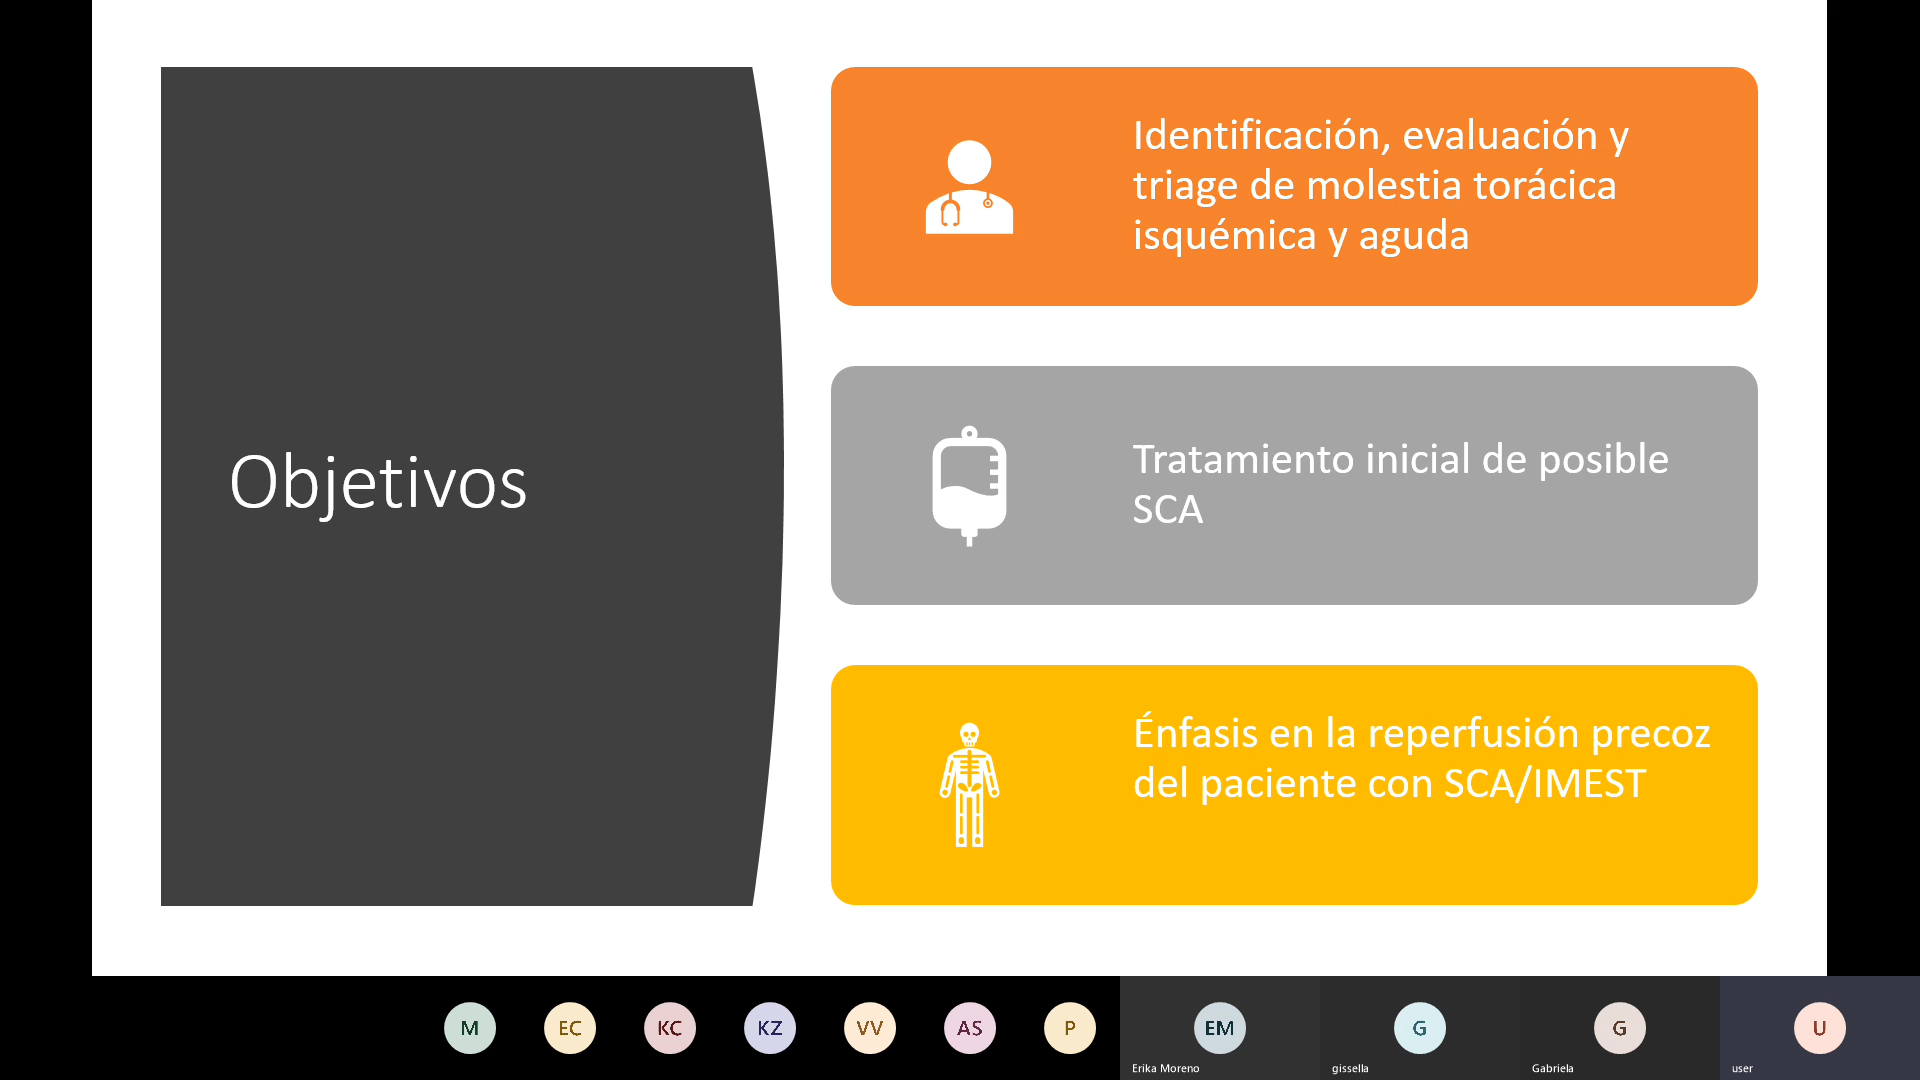 Objetivos
Identificación, evaluación y
triage de molestia torácica
isquémica y aguda
Tratamiento inicial de posible
SCA
Énfasis en la reperfusión precoz
del paciente con SCA/IMEST
M
EC
KC
KZ
VV
AS
P
EM
G
G
U
Erika Moreno
gissella
Gabriela
user